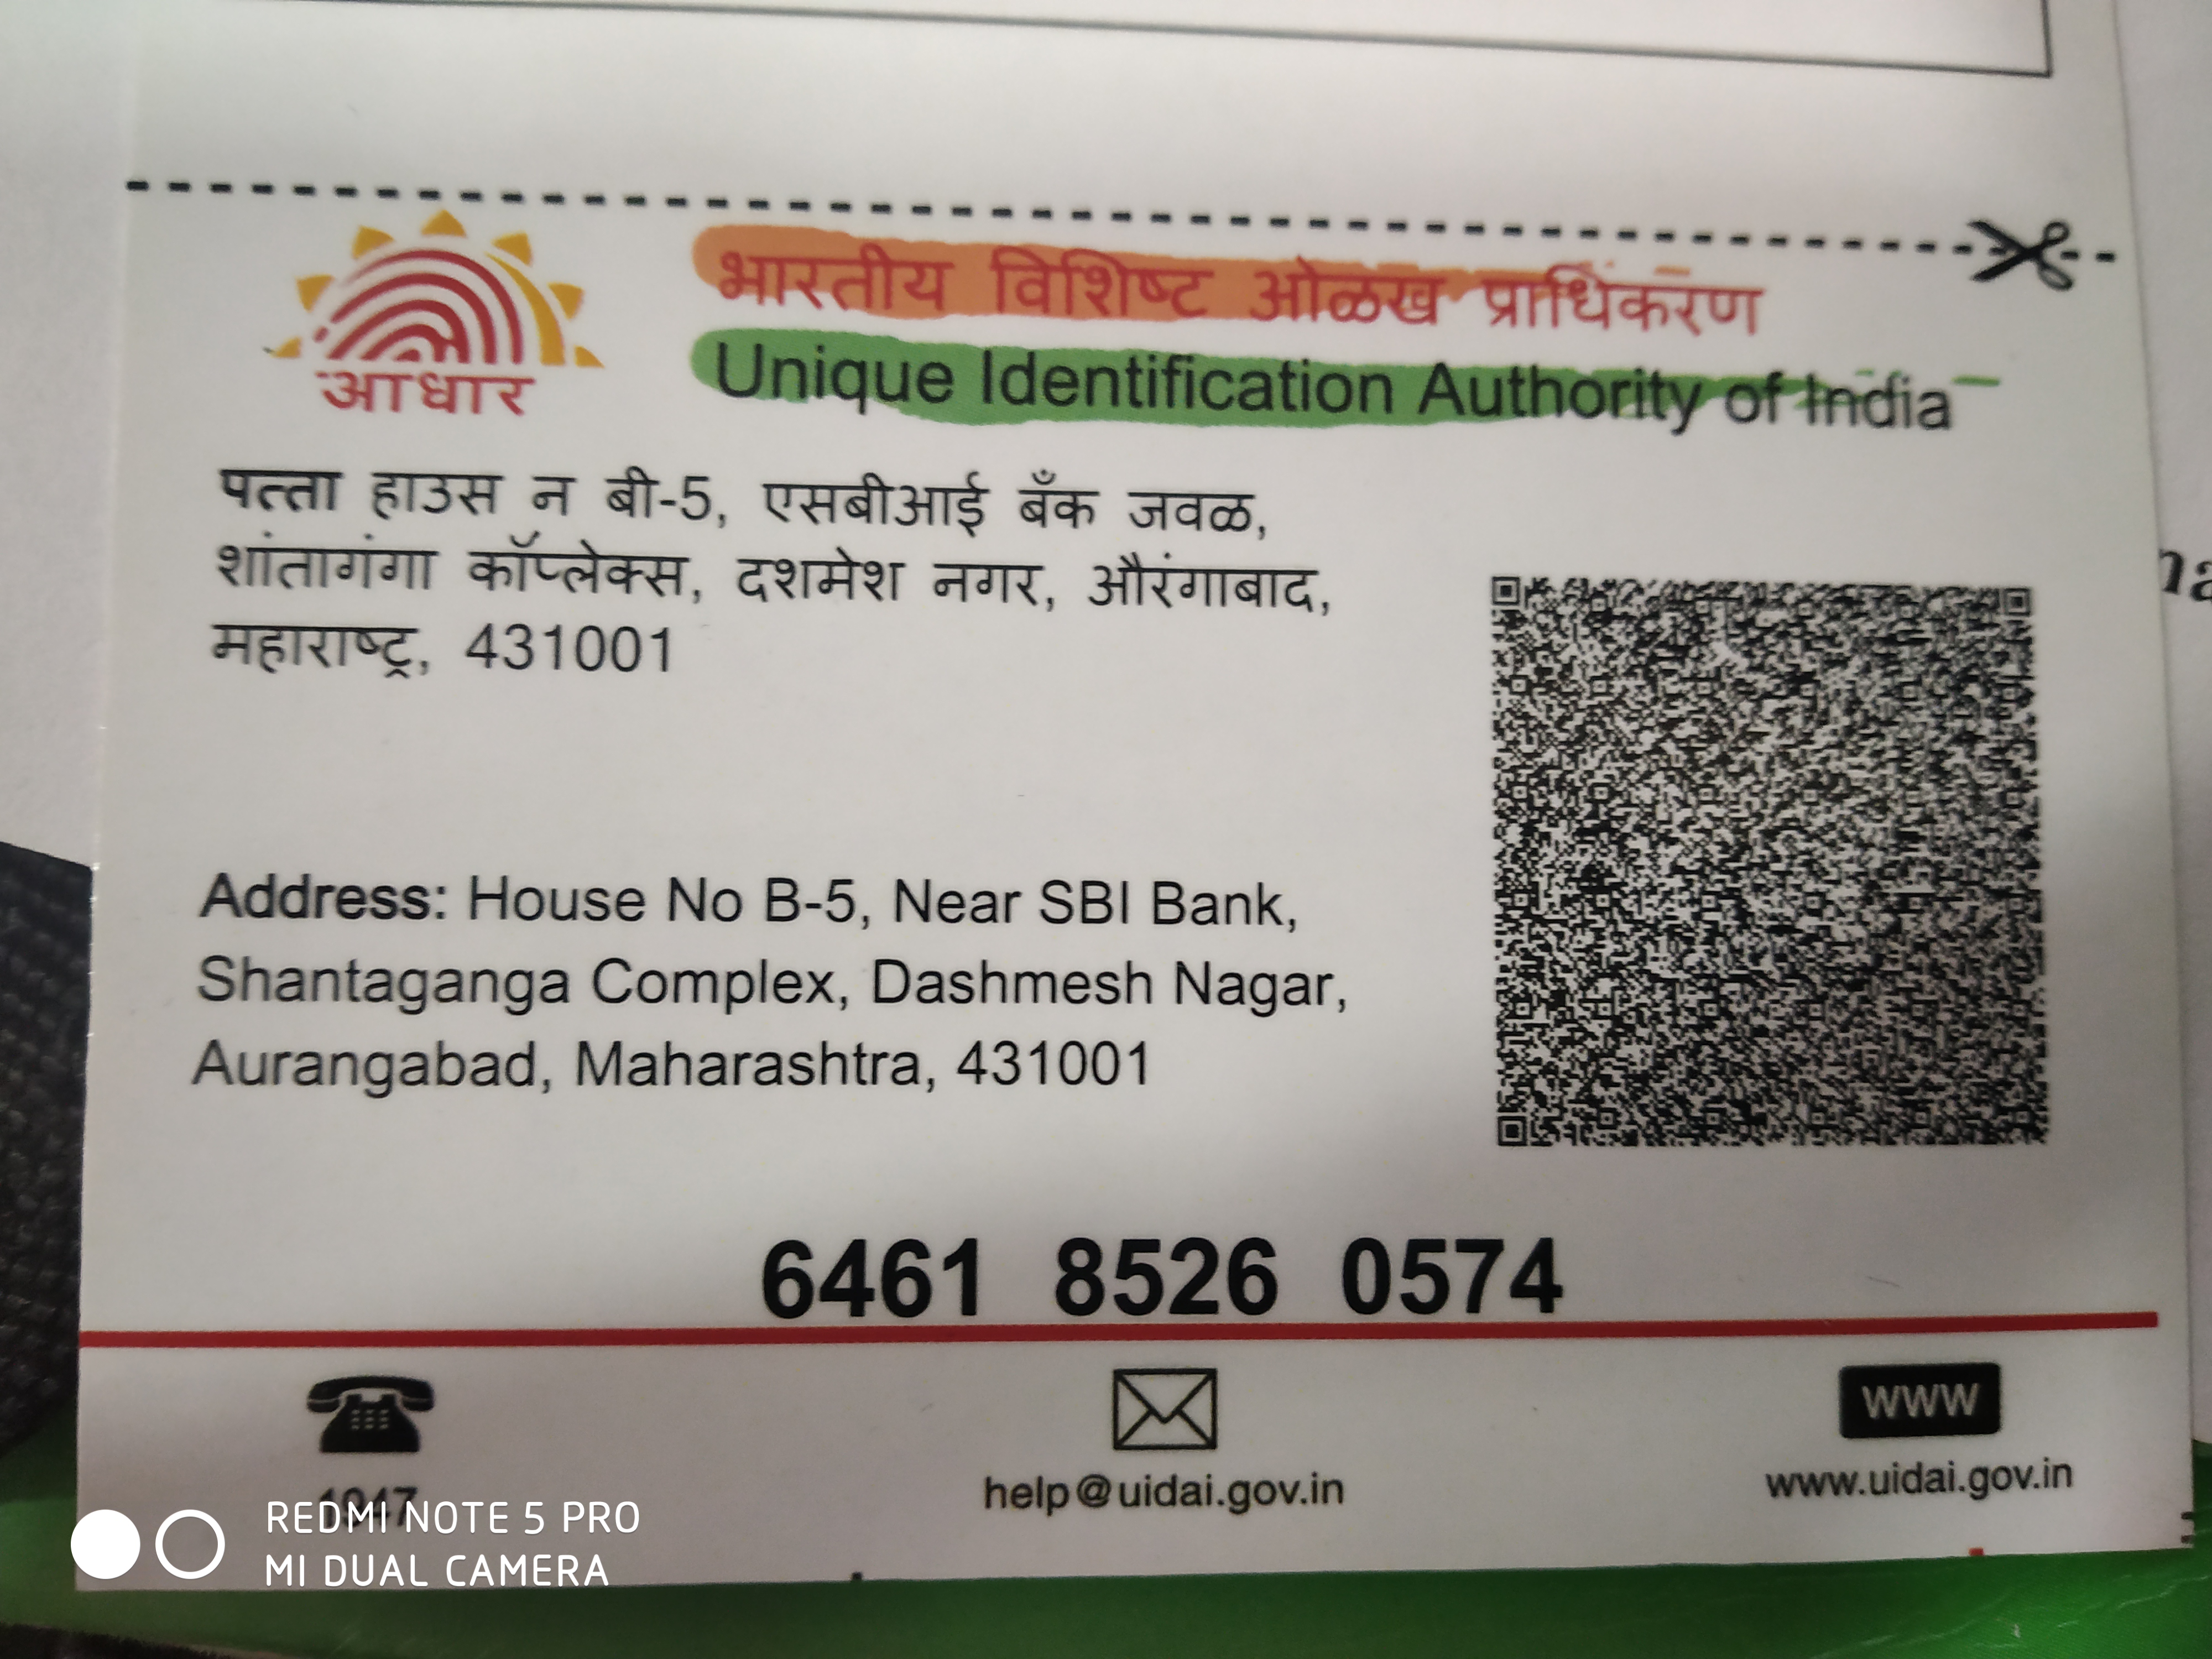 भारतीय विशिष्ट ओळख प्राधिकरण
Unique Identification Authority of India
आधार
पत्ता हाउस न बी-5, एसबीआई बँक जवळ,
शांतागंगा कॉप्लेक्स, दशमेश नगर, औरंगाबाद,
महाराष्ट्र, 431001
Address: House No B-5, Near SBI Bank,
Shantaganga Complex, Dashmesh Nagar,
Aurangabad, Maharashtra, 431001
6461 8526 0574
WWW
1947
help@uidai.gov.in
www.uidai.gov.in
REDMI NOTE 5 PRO
MI DUAL CAMERA